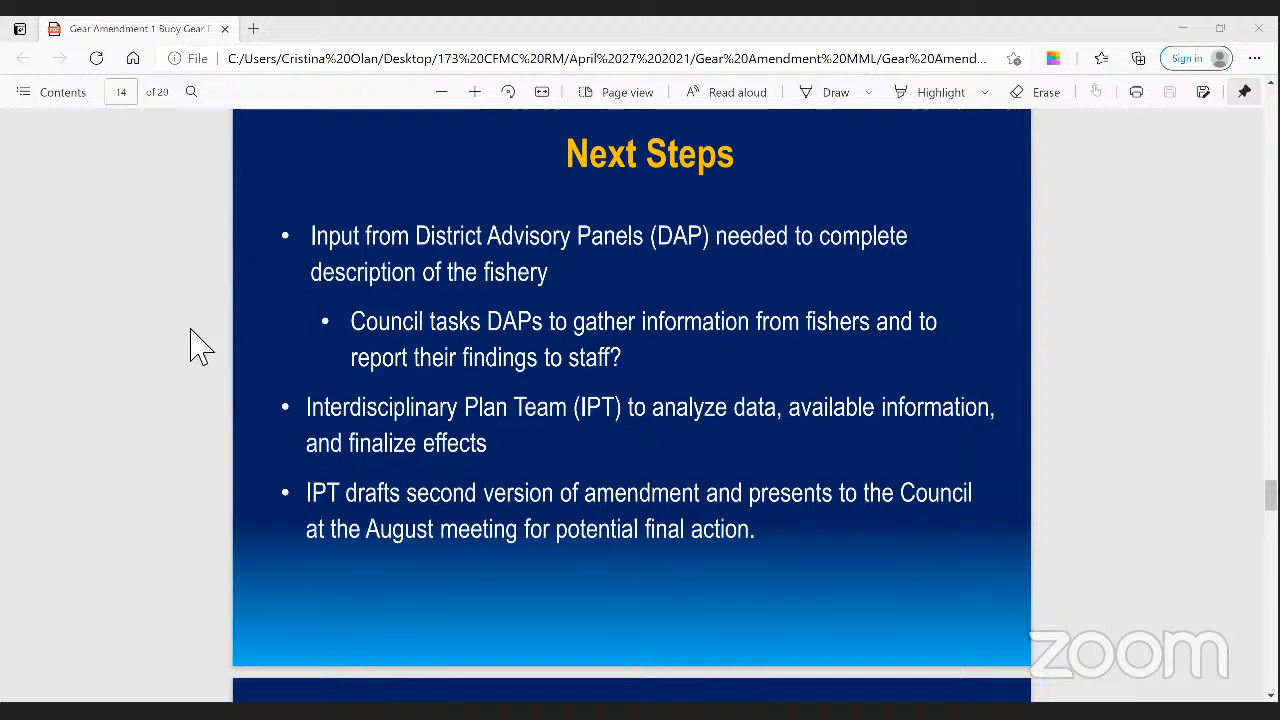 Gear Amendment 1 Buoy Gear
File
C:/Users/Cristina%20Olan/Desktop/173%20CFMC%20RM/April%2027%202021/Gear%20Amendment%20MML/Gear%20Amend...
Sign in
Contents
14 of 20
Page view
Read aloud
Draw
Highlight
Erase
Next Steps
• Input from District Advisory Panels (DAP) needed to complete
description of the fishery
• Council tasks DAPs to gather information from fishers and to
report their findings to staff?
• Interdisciplinary Plan Team (IPT) to analyze data, available information,
and finalize effects
• IPT drafts second version of amendment and presents to the Council
at the August meeting for potential final action.
zoom